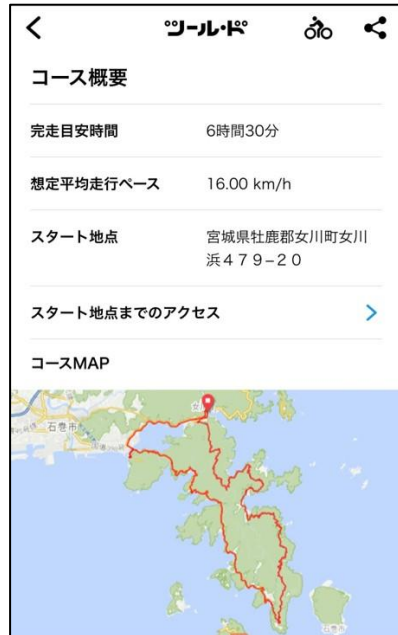 ツール・ド
コース概要
完走目安時間 6時間30分
想定平均走行ペース 16.00 km/h
スタート地点 宮城県牡鹿郡女川町女川
浜４７９−２０
スタート地点までのアクセス
コースMAP
石巻市
石巻市